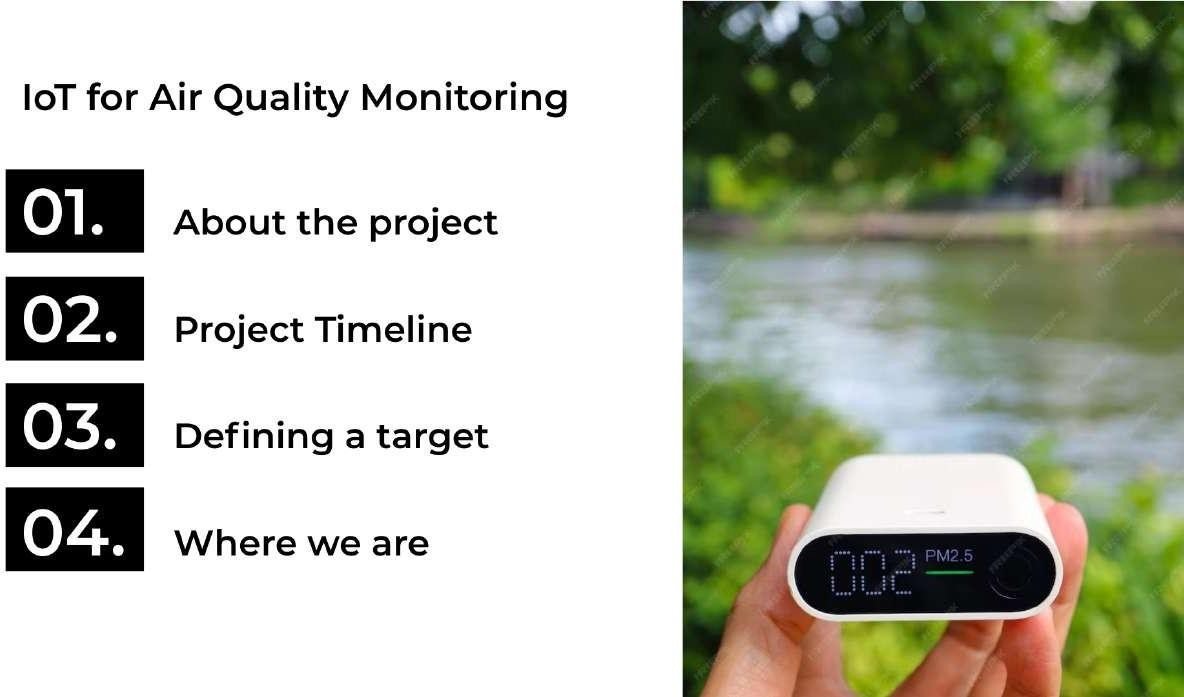 IoT for Air Quality Monitoring
01.
About the project
02.
Project Timeline
03.
Defining a target
04.
Where we are
002 PM2.5
FREEPIK